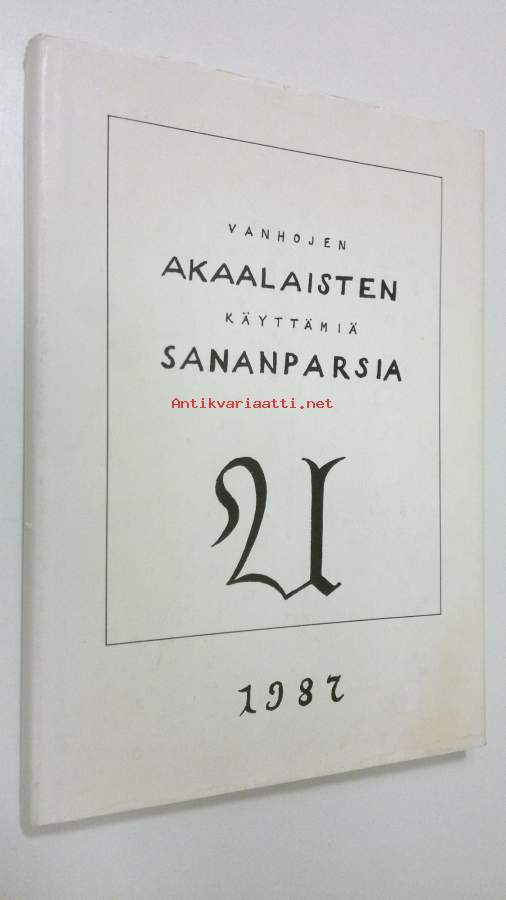 VANHOJEN
AKAALAISTEN
KÄYTTÄMIÄ
SANANPARSIA
Antikvariaatti.net
A
1987